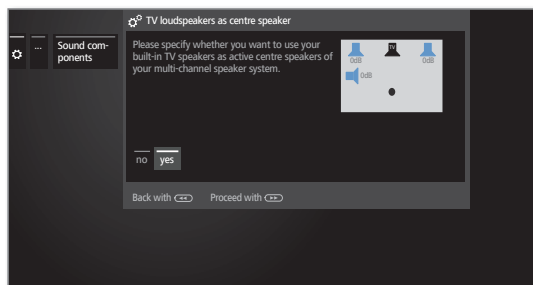 TV loudspeakers as centre speaker
...
Sound com-
ponents
Please specify whether you want to use your
built-in TV speakers as active centre speakers of
your multi-channel speaker system.
TV
0dB
0dB
0dB
no yes
Back with Proceed with